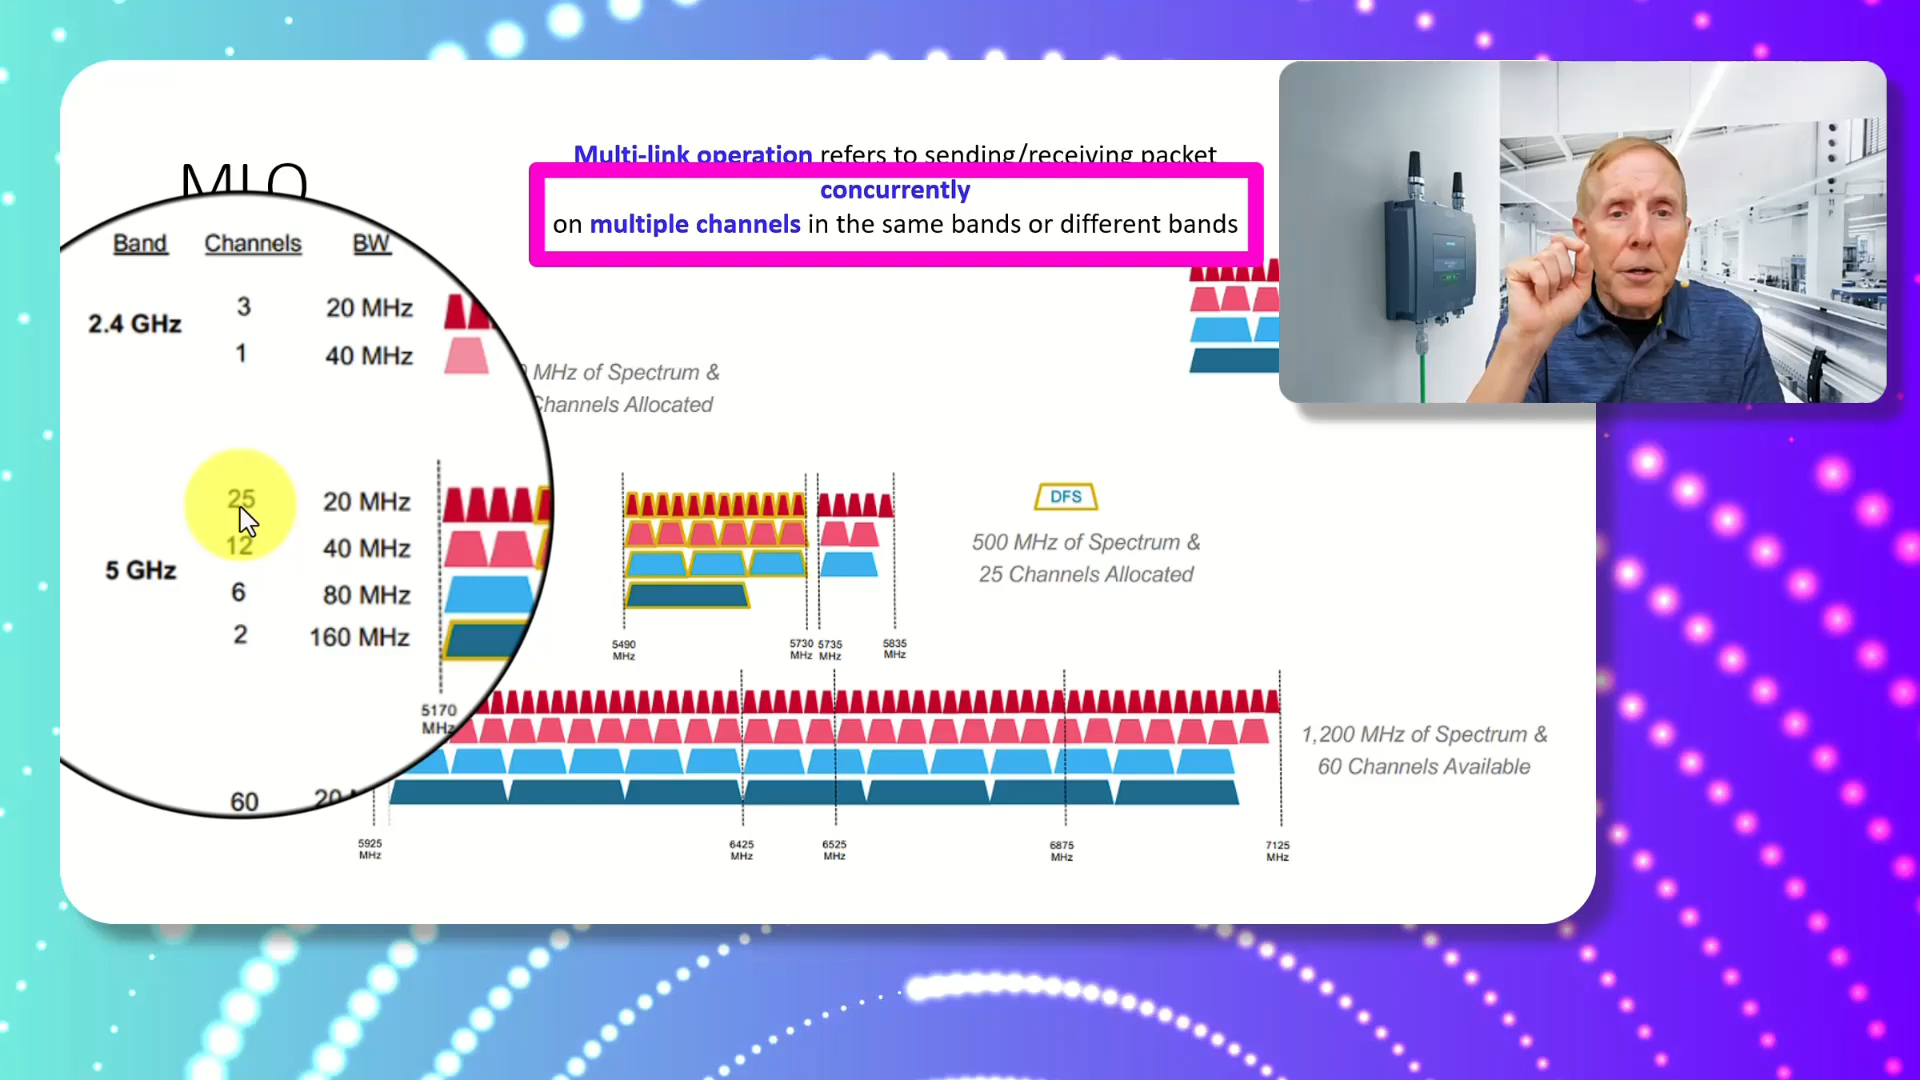 MLO
Multi-link operation refers to sending/receiving packet
concurrently
on multiple channels in the same bands or different bands
Band Channels BW
2.4 GHz
3 20 MHz
1 40 MHz
MHz of Spectrum &
Channels Allocated
5 GHz
25 20 MHz
12 40 MHz
6 80 MHz
2 160 MHz
DFS
500 MHz of Spectrum &
25 Channels Allocated
5170
MHz
5490
MHz
5730
MHz
5735
MHz
5835
MHz
60
1,200 MHz of Spectrum &
60 Channels Available
5925
MHz
6425
MHz
6525
MHz
6875
MHz
7125
MHz